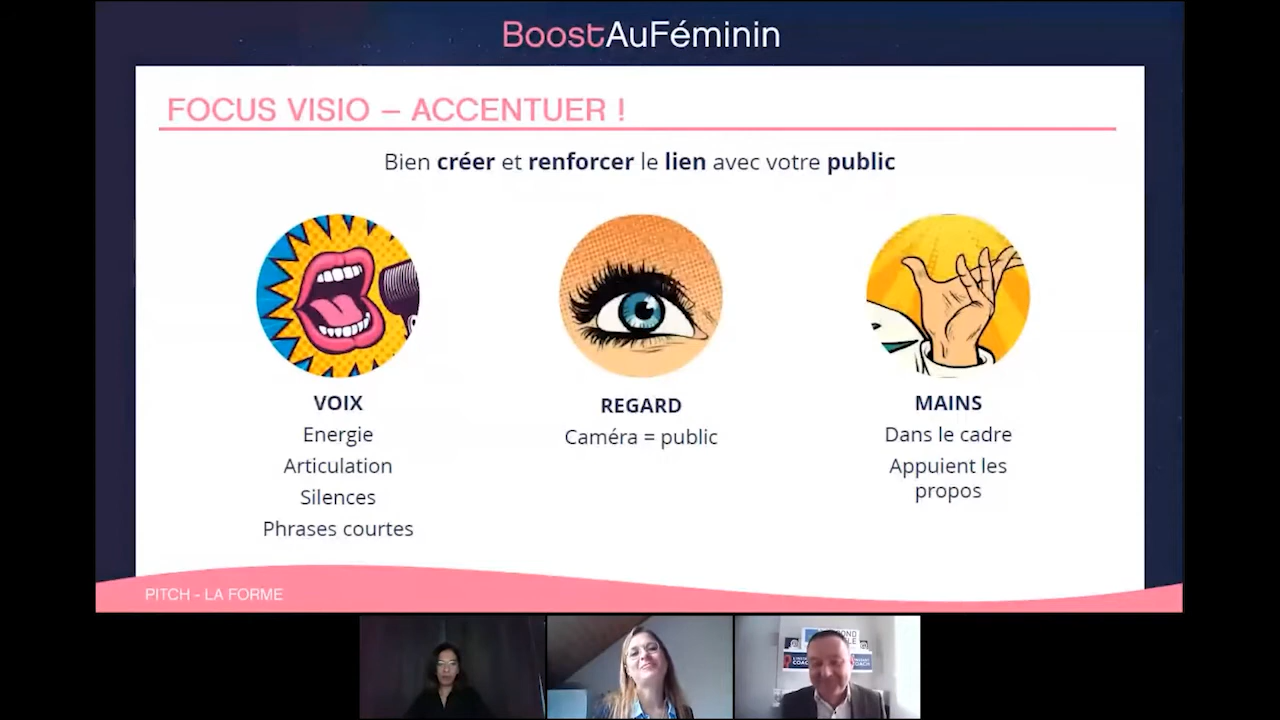 BoostAuFéminin
FOCUS VISIO – ACCENTUER !
Bien créer et renforcer le lien avec votre public
VOIX
Energie
Articulation
Silences
Phrases courtes
REGARD
Caméra = public
MAINS
Dans le cadre
Appuient les
propos
PITCH - LA FORME